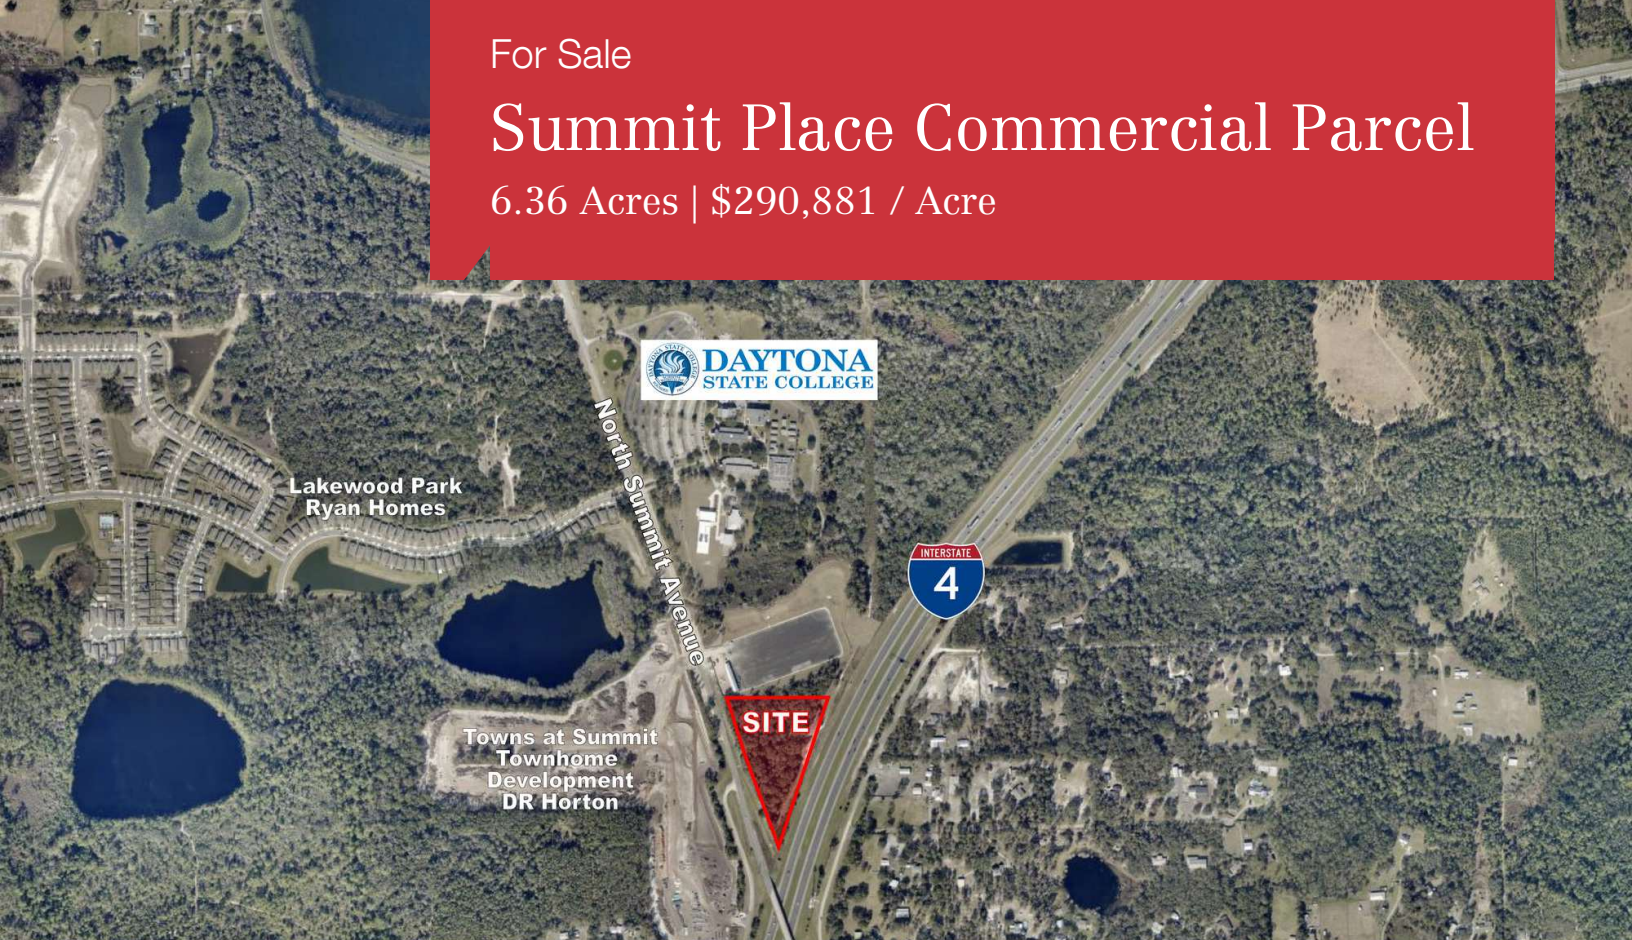 For Sale
Summit Place Commercial Parcel
6.36 Acres | $290,881 / Acre
DAYTONA
STATE COLLEGE
North Summit Avenue
Lakewood Park
Ryan Homes
INTERSTATE
4
SITE
Towns at Summit
Townhome
Development
DR Horton